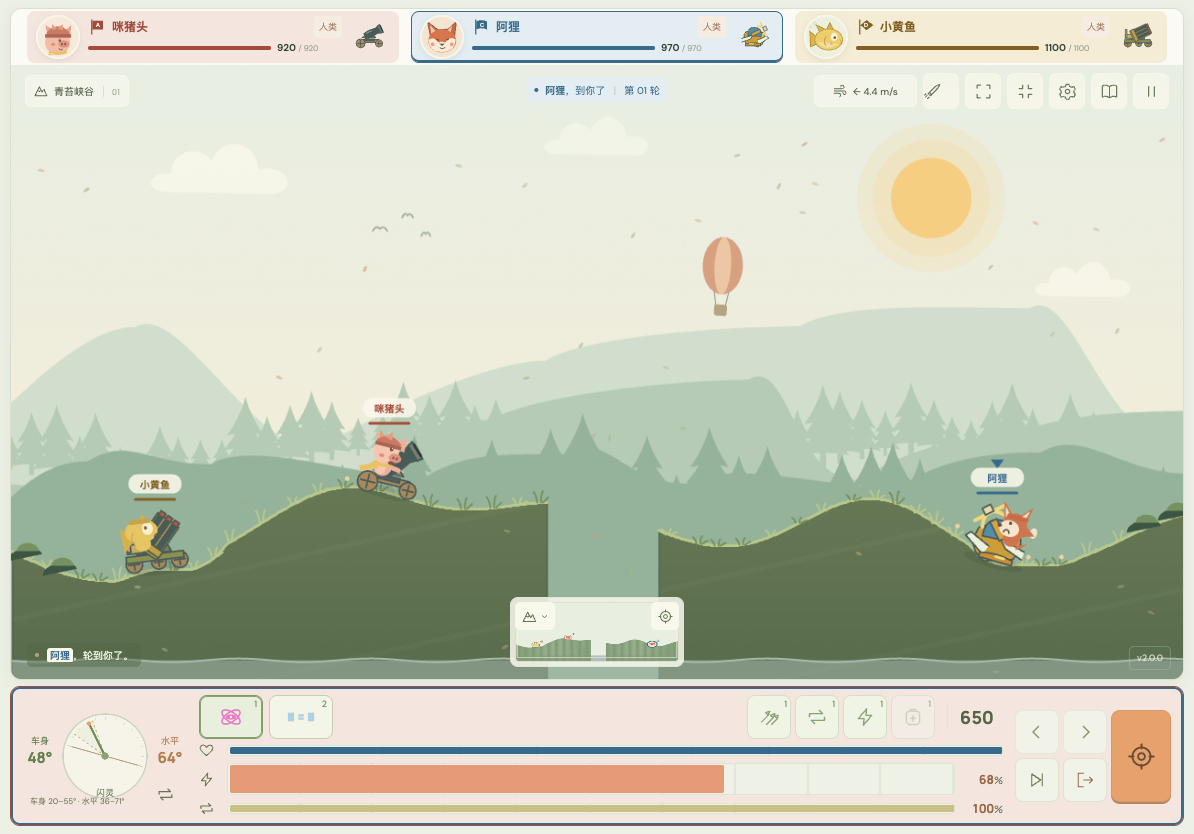 A 咪猪头 人类
920 / 920
C 阿狸 人类
970 / 970
小黄鱼 人类
1100 / 1100
青苔峡谷 01
阿狸，到你了 第 01 轮
← 4.4 m/s
咪猪头
小黄鱼
阿狸
阿狸，轮到你了。
v2.0.0
1
2
1
1
1
1
650
车身
48°
水平
64°
闪灵
车身 20–55° · 水平 36–71°
68%
100%